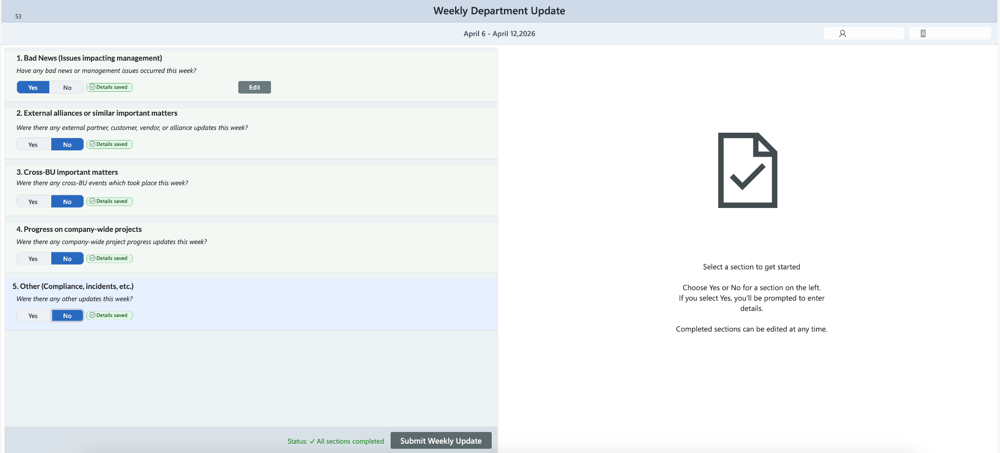 Weekly Department Update
53
April 6 - April 12,2026
1. Bad News (Issues impacting management)
Have any bad news or management issues occurred this week?
Yes No Details saved Edit
2. External alliances or similar important matters
Were there any external partner, customer, vendor, or alliance updates this week?
Yes No Details saved
3. Cross-BU important matters
Were there any cross-BU events which took place this week?
Yes No Details saved
4. Progress on company-wide projects
Were there any company-wide project progress updates this week?
Yes No Details saved
5. Other (Compliance, incidents, etc.)
Were there any other updates this week?
Yes No Details saved
Status: ✓ All sections completed Submit Weekly Update
Select a section to get started
Choose Yes or No for a section on the left.
If you select Yes, you’ll be prompted to enter
details.
Completed sections can be edited at any time.